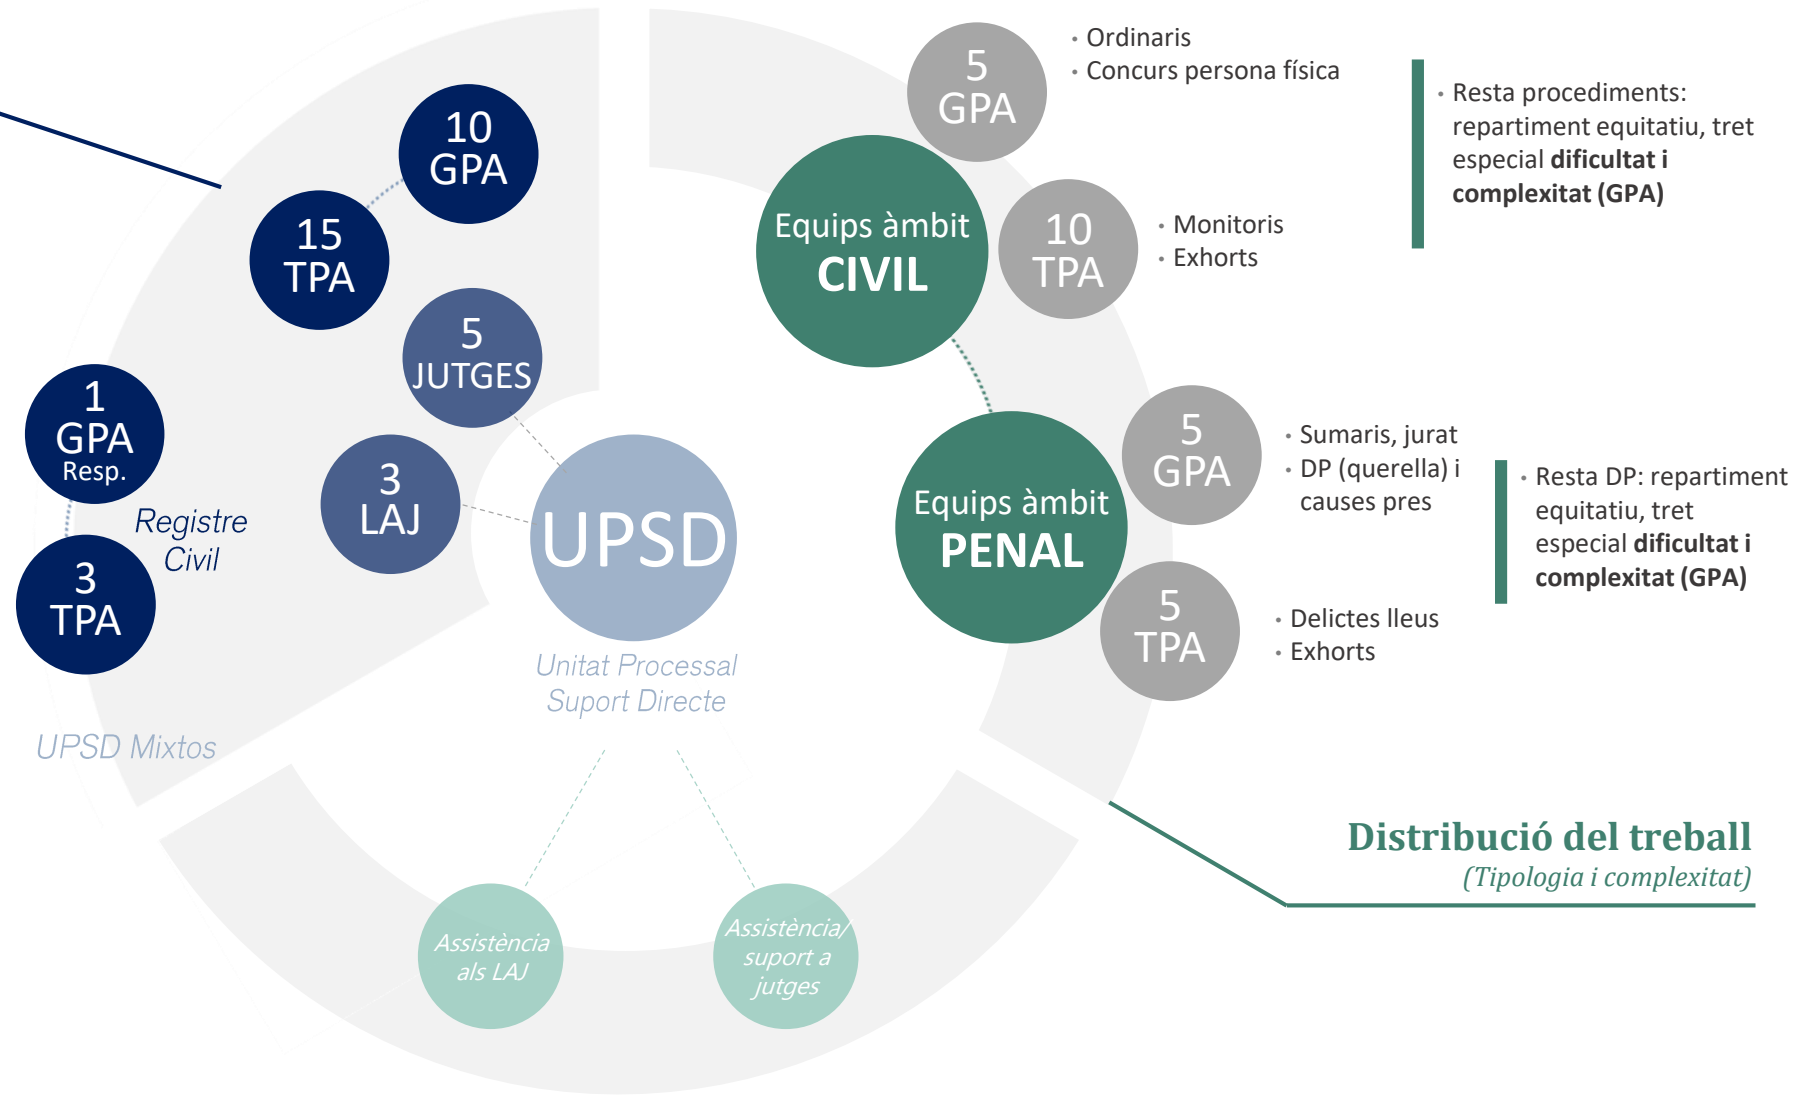 10
GPA
15
TPA
5
JUTGES
3
LAJ
1
GPA
Resp.
3
TPA
Registre
Civil
UPSD Mixtos
UPSD
Unitat Processal
Suport Directe
Assistència
als LAJ
Assistència/
suport a
jutges
Equips àmbit
CIVIL
5
GPA
· Ordinaris
· Concurs persona física
10
TPA
· Monitoris
· Exhorts
· Resta procediments:
repartiment equitatiu, tret
especial dificultat i
complexitat (GPA)
Equips àmbit
PENAL
5
GPA
· Sumaris, jurat
· DP (querella) i
causes pres
5
TPA
· Delictes lleus
· Exhorts
· Resta DP: repartiment
equitatiu, tret
especial dificultat i
complexitat (GPA)
Distribució del treball
(Tipologia i complexitat)